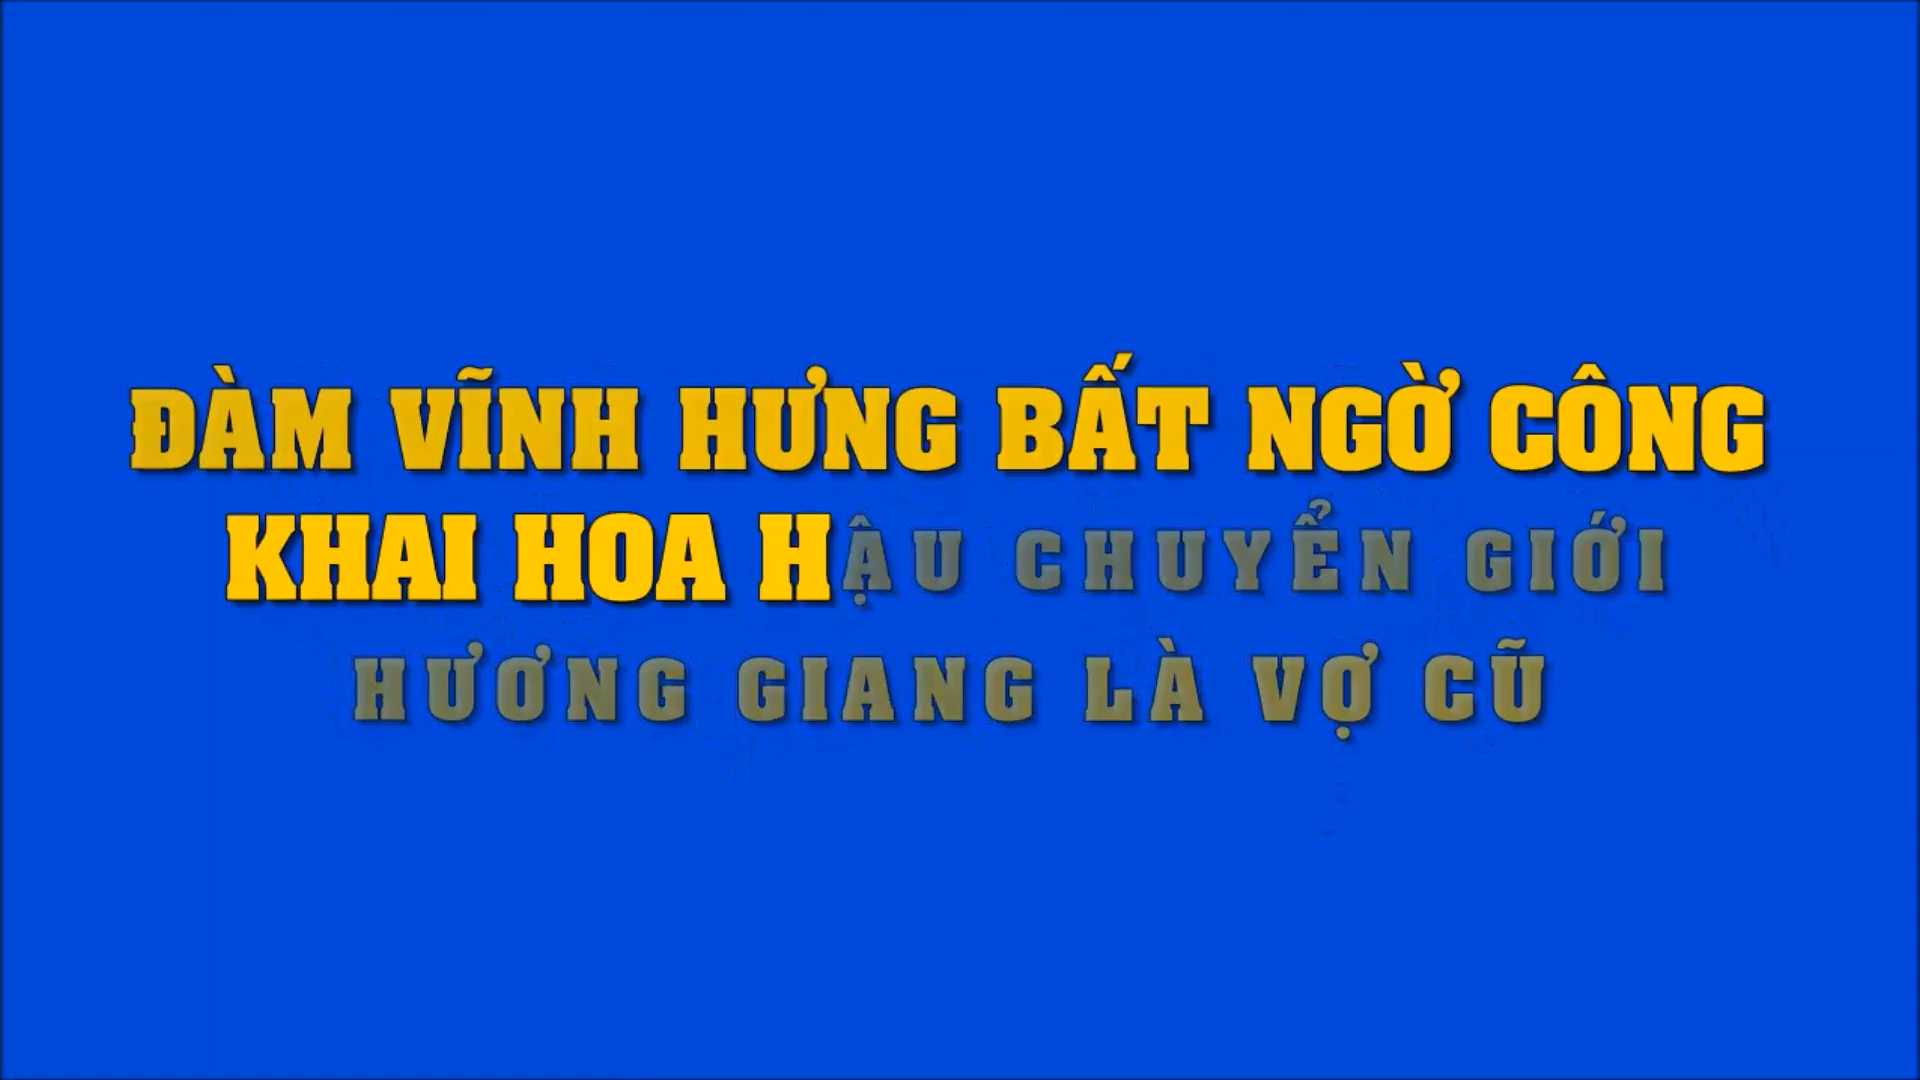 ĐÀM VĨNH HƯNG BẤT NGỜ CÔNG
KHAI HOA HẬU CHUYỂN GIỚI
HƯƠNG GIANG LÀ VỢ CŨ